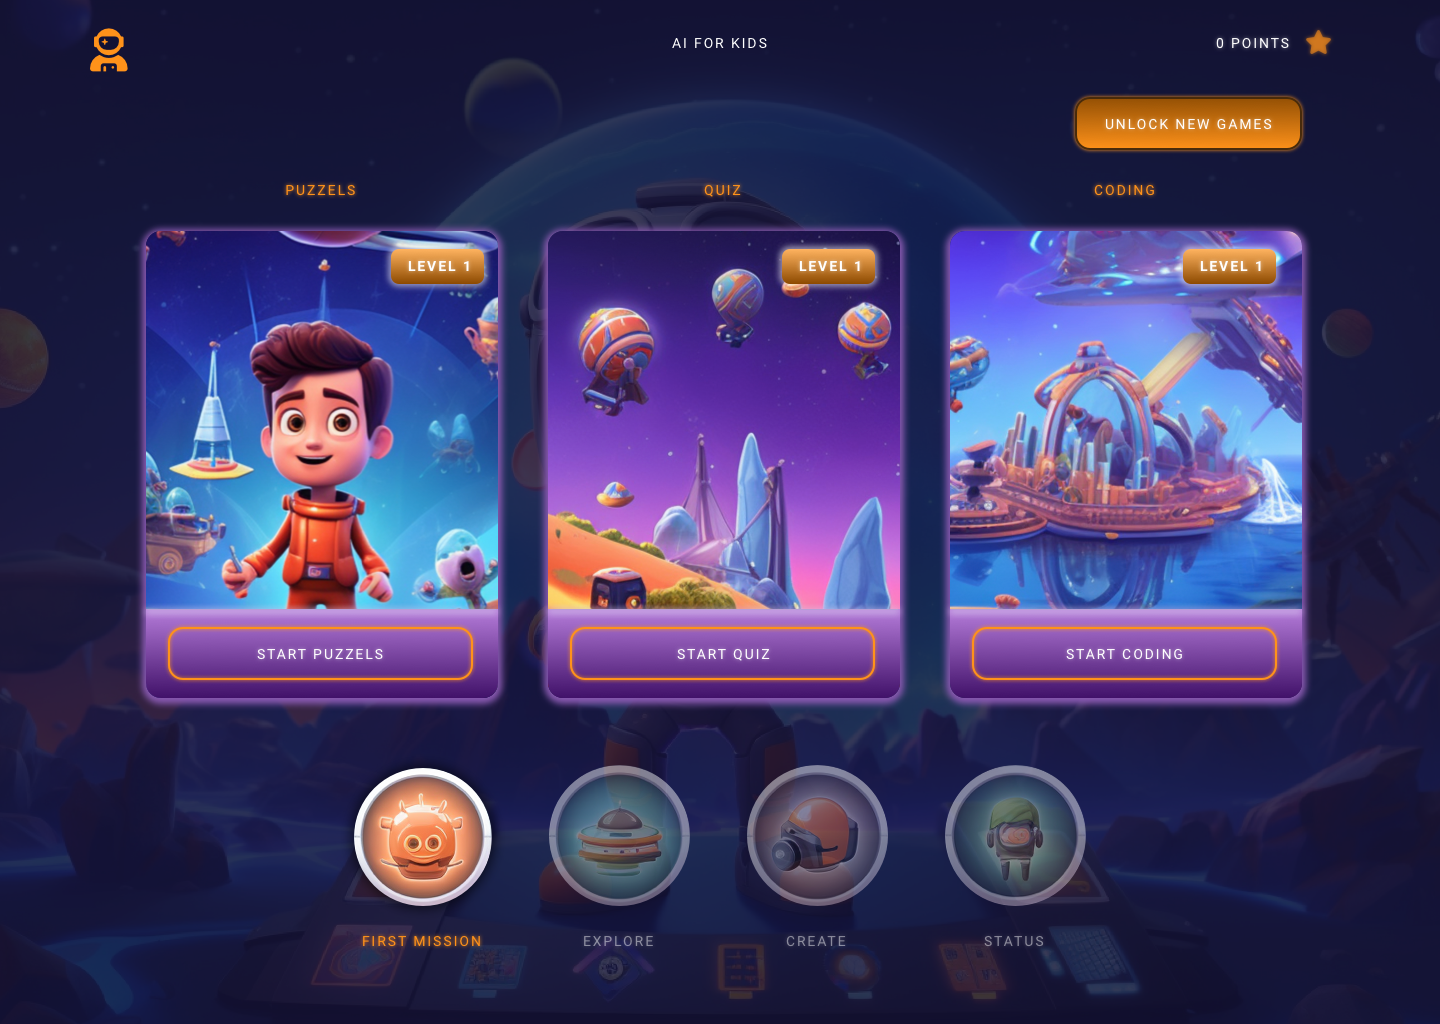 AI FOR KIDS
0 POINTS
UNLOCK NEW GAMES
PUZZELS
QUIZ
CODING
LEVEL 1
LEVEL 1
LEVEL 1
START PUZZELS
START QUIZ
START CODING
FIRST MISSION
EXPLORE
CREATE
STATUS